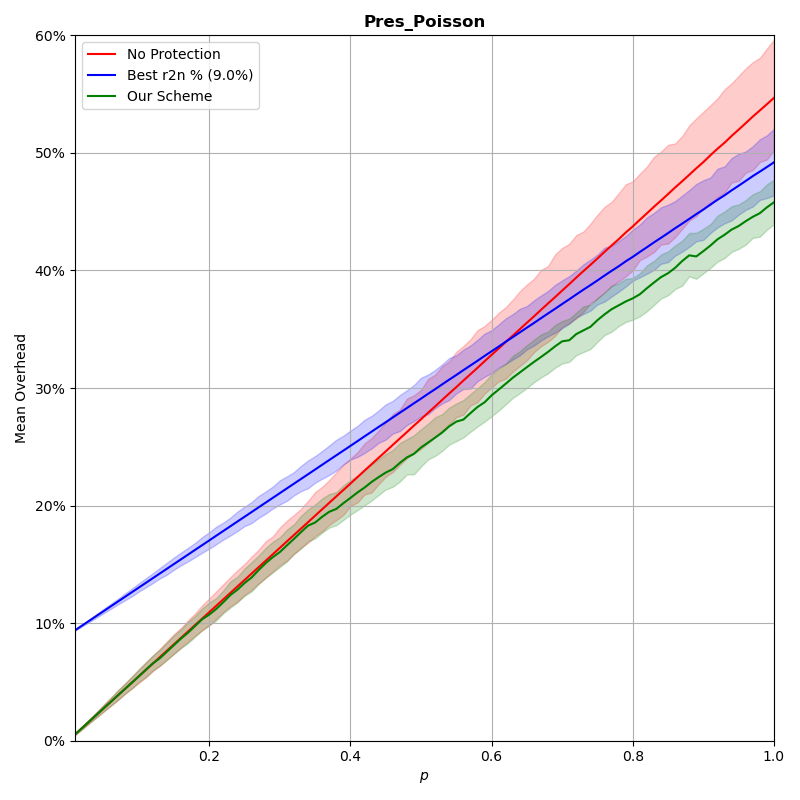 Pres_Poisson
No Protection
Best r2n % (9.0%)
Our Scheme
Mean Overhead
60%
50%
40%
30%
20%
10%
0%
0.2 0.4 0.6 0.8 1.0
p